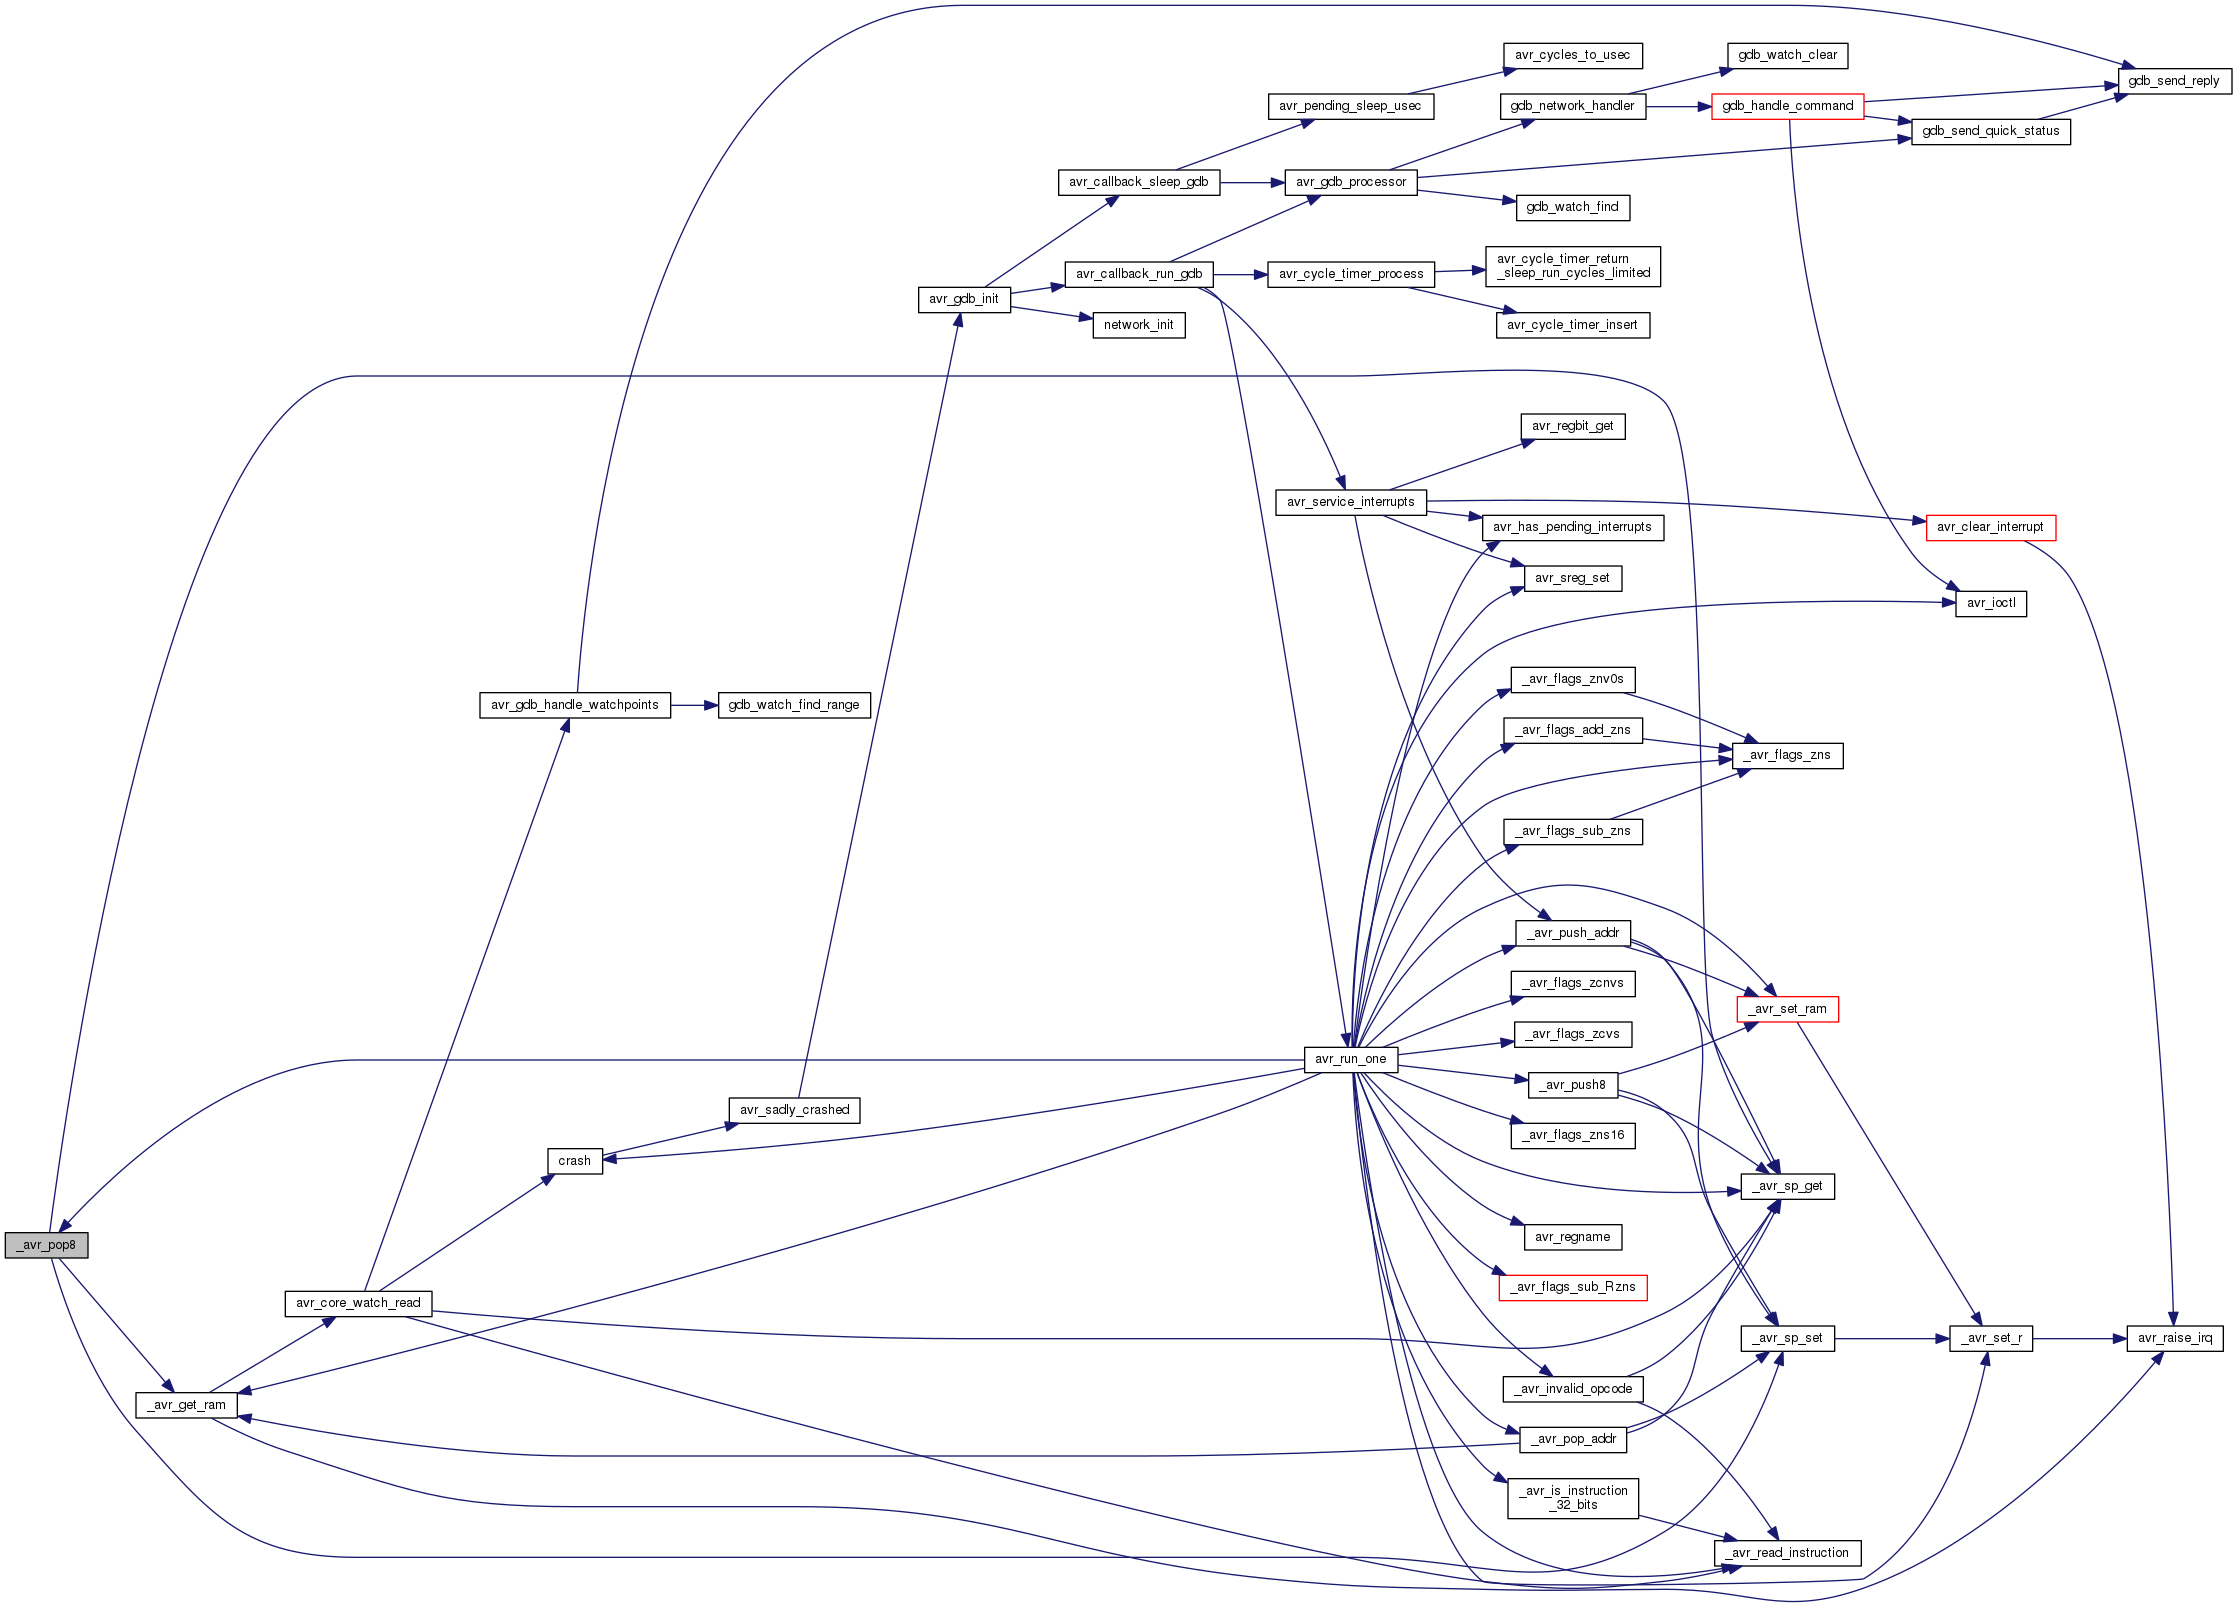 avr_cycles_to_usec
gdb_watch_clear
gdb_send_reply
avr_pending_sleep_usec
gdb_network_handler
gdb_handle_command
gdb_send_quick_status
avr_callback_sleep_gdb
avr_gdb_processor
gdb_watch_find
avr_callback_run_gdb
avr_cycle_timer_process
avr_cycle_timer_return
_sleep_run_cycles_limited
avr_gdb_init
network_init
avr_cycle_timer_insert
avr_regbit_get
avr_service_interrupts
avr_has_pending_interrupts
avr_clear_interrupt
avr_sreg_set
avr_ioctl
_avr_flags_znv0s
avr_gdb_handle_watchpoints
gdb_watch_find_range
_avr_flags_add_zns
_avr_flags_zns
_avr_flags_sub_zns
_avr_push_addr
_avr_flags_zcnvs
_avr_set_ram
_avr_flags_zcvs
avr_run_one
_avr_push8
avr_sadly_crashed
_avr_flags_zns16
crash
_avr_sp_get
avr_regname
_avr_pop8
_avr_flags_sub_Rzns
avr_core_watch_read
_avr_sp_set
_avr_set_r
avr_raise_irq
_avr_invalid_opcode
_avr_get_ram
_avr_pop_addr
_avr_is_instruction
_32_bits
_avr_read_instruction